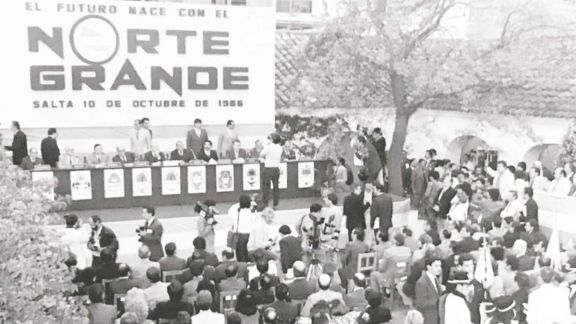 EL FUTURO NACE CON EL
NORTE
GRANDE
SALTA 10 DE OCTUBRE DE 1986